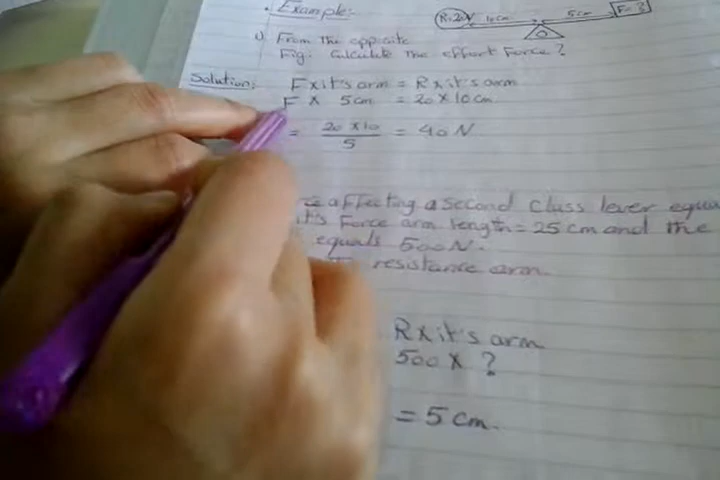 • Example:-
R=20N 10cm 5cm F= ?
1) From the opposite
Fig. Calculate the effort force ?
Solution: F x it's arm = R x it's arm
F x 5cm = 20 x 10 cm
= 20 x 10 / 5 = 40 N
affecting a second class lever
it's force arm length = 25 cm and the
equals 500 N.
resistance arm
R x it's arm
500 x ?
= 5 cm.